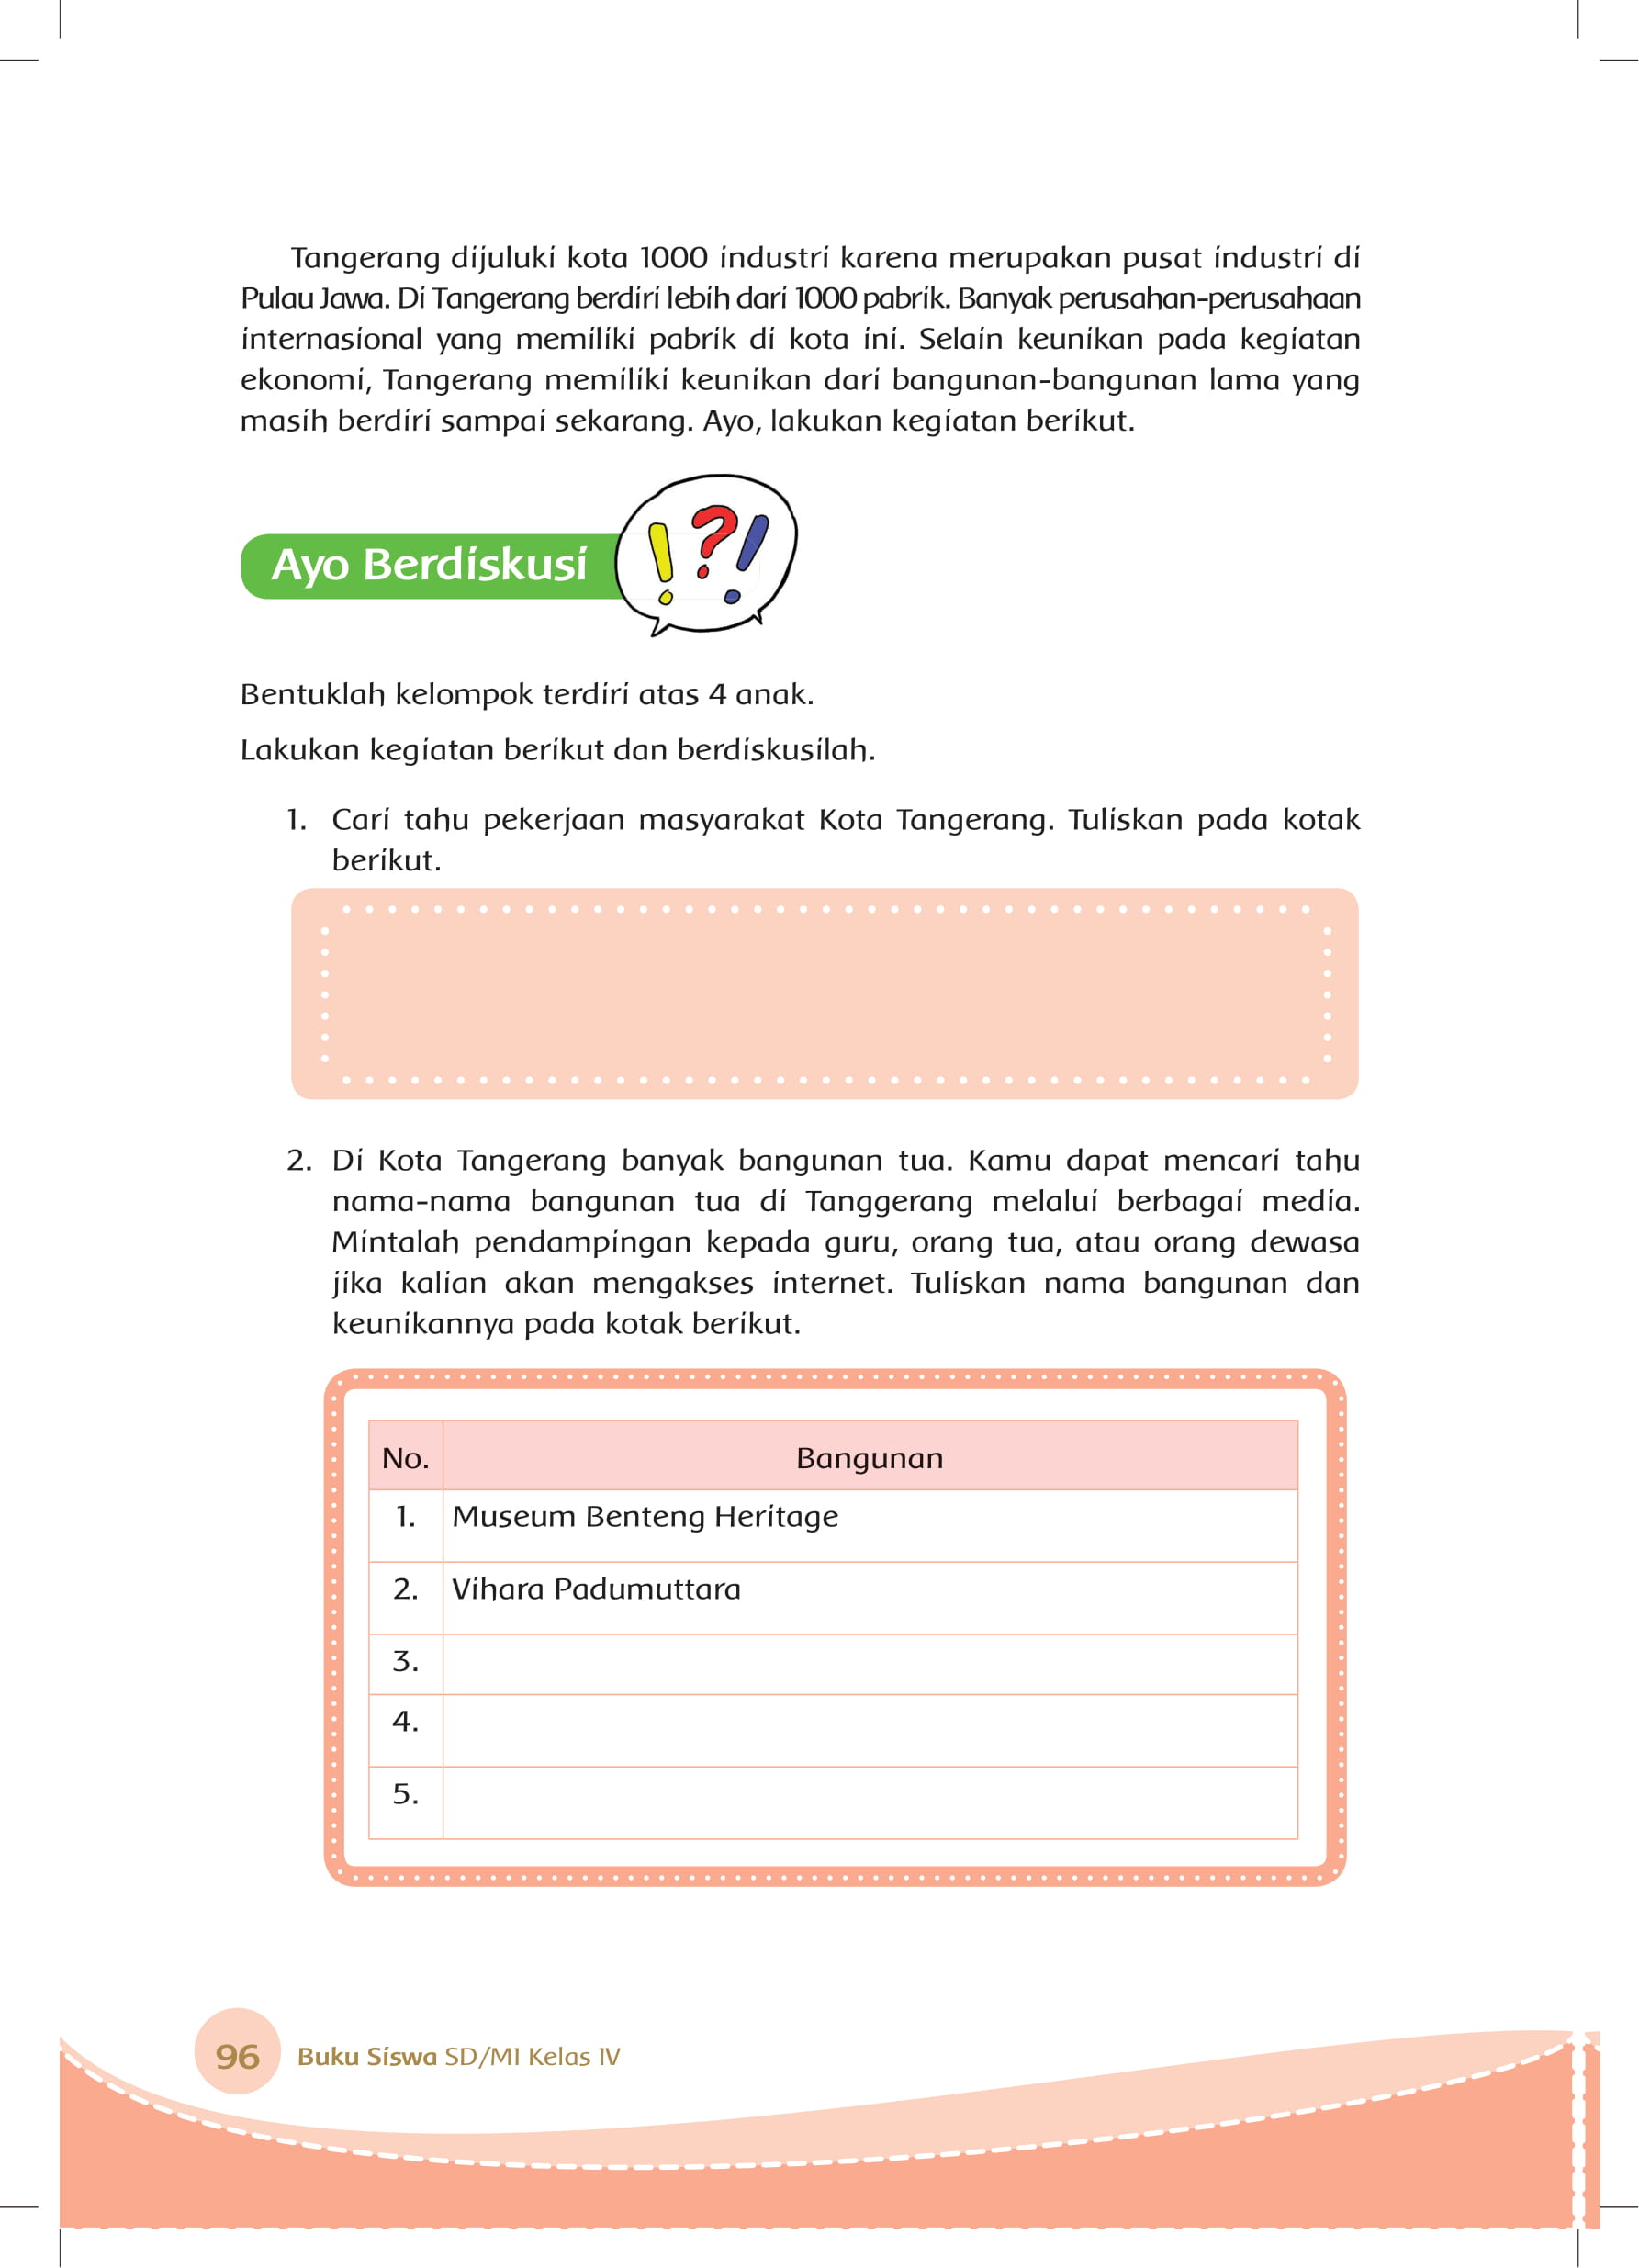 Tangerang dijuluki kota 1000 industri karena merupakan pusat industri di
Pulau Jawa. Di Tangerang berdiri lebih dari 1000 pabrik. Banyak perusahan-perusahaan
internasional yang memiliki pabrik di kota ini. Selain keunikan pada kegiatan
ekonomi, Tangerang memiliki keunikan dari bangunan-bangunan lama yang
masih berdiri sampai sekarang. Ayo, lakukan kegiatan berikut.
Ayo Berdiskusi
!?!
Bentuklah kelompok terdiri atas 4 anak.
Lakukan kegiatan berikut dan berdiskusilah.
1. Cari tahu pekerjaan masyarakat Kota Tangerang. Tuliskan pada kotak
berikut.
2. Di Kota Tangerang banyak bangunan tua. Kamu dapat mencari tahu
nama-nama bangunan tua di Tanggerang melalui berbagai media.
Mintalah pendampingan kepada guru, orang tua, atau orang dewasa
jika kalian akan mengakses internet. Tuliskan nama bangunan dan
keunikannya pada kotak berikut.
No. Bangunan
1. Museum Benteng Heritage
2. Vihara Padumuttara
3.
4.
5.
96 Buku Siswa SD/MI Kelas IV